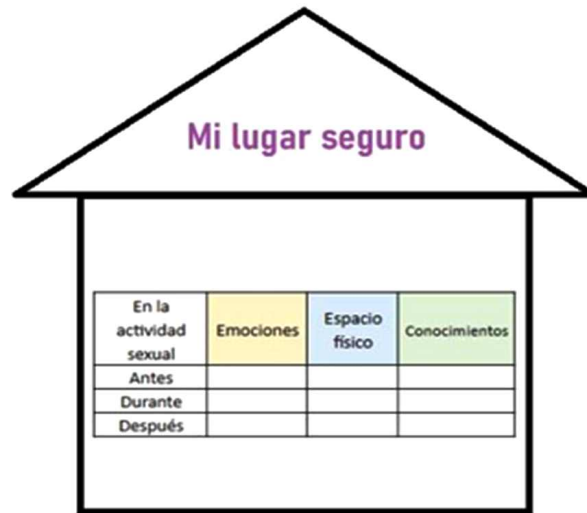 Mi lugar seguro
En la
actividad
sexual
Emociones
Espacio
físico
Conocimientos
Antes
Durante
Después